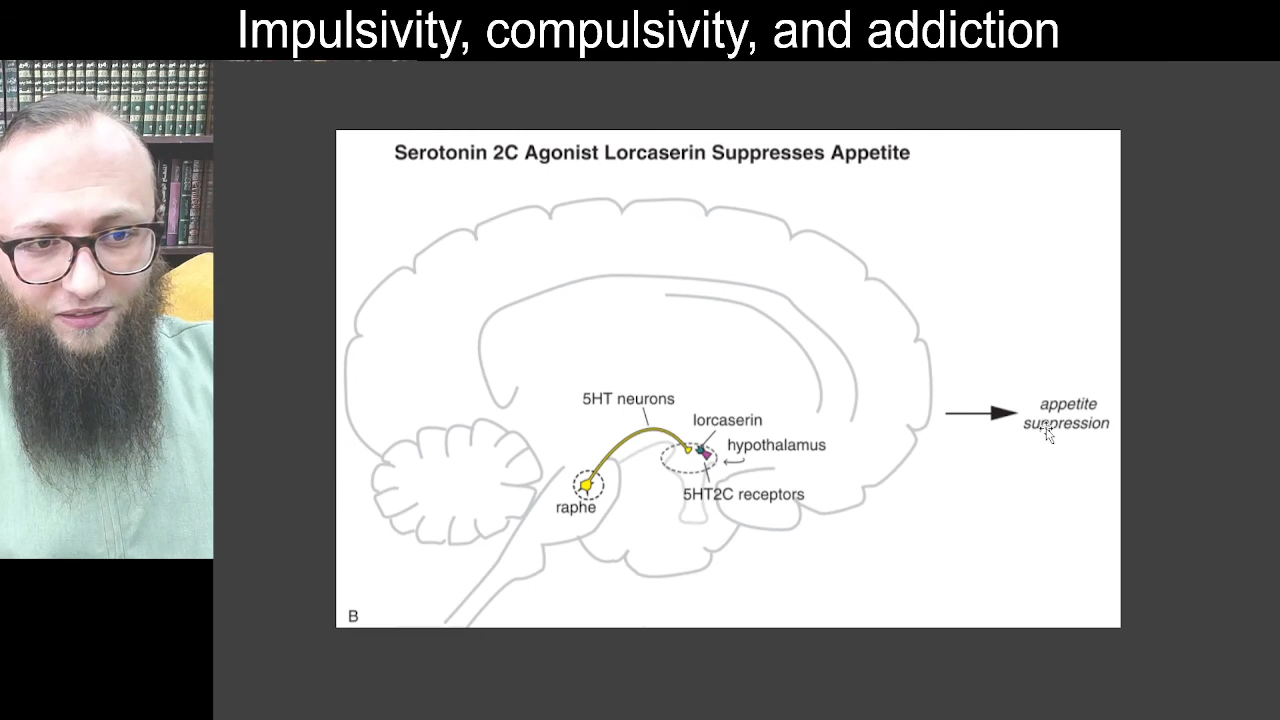 Impulsivity, compulsivity, and addiction
Serotonin 2C Agonist Lorcaserin Suppresses Appetite
5HT neurons
lorcaserin
hypothalamus
5HT2C receptors
raphe
appetite
suppression
B